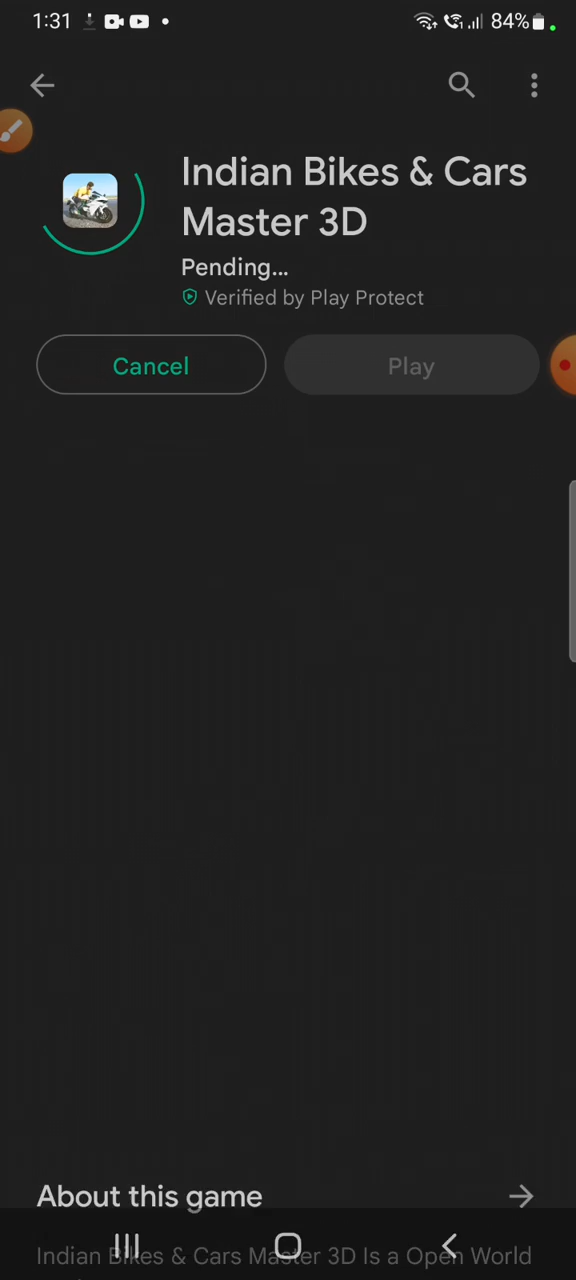 1:31
84%
Indian Bikes & Cars
Master 3D
Pending...
Verified by Play Protect
Cancel
Play
About this game
Indian Bikes & Cars Master 3D Is a Open World